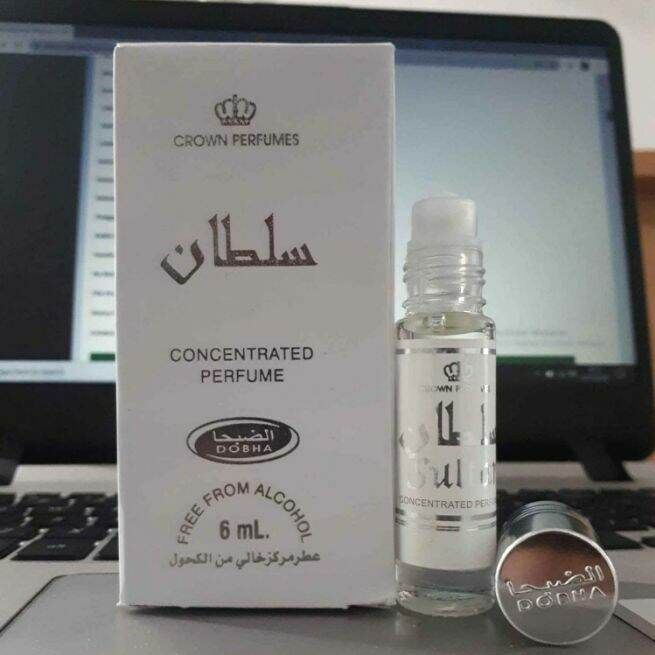 CROWN PERFUMES
سلطان
CONCENTRATED
PERFUME
الضحا
DOBHA
FREE FROM ALCOHOL
6 mL.
عطر مركز خالي من الكحول
CROWN PERFUMES
سلطان
Sultan
CONCENTRATED PERFUME
الضحا
DOBHA